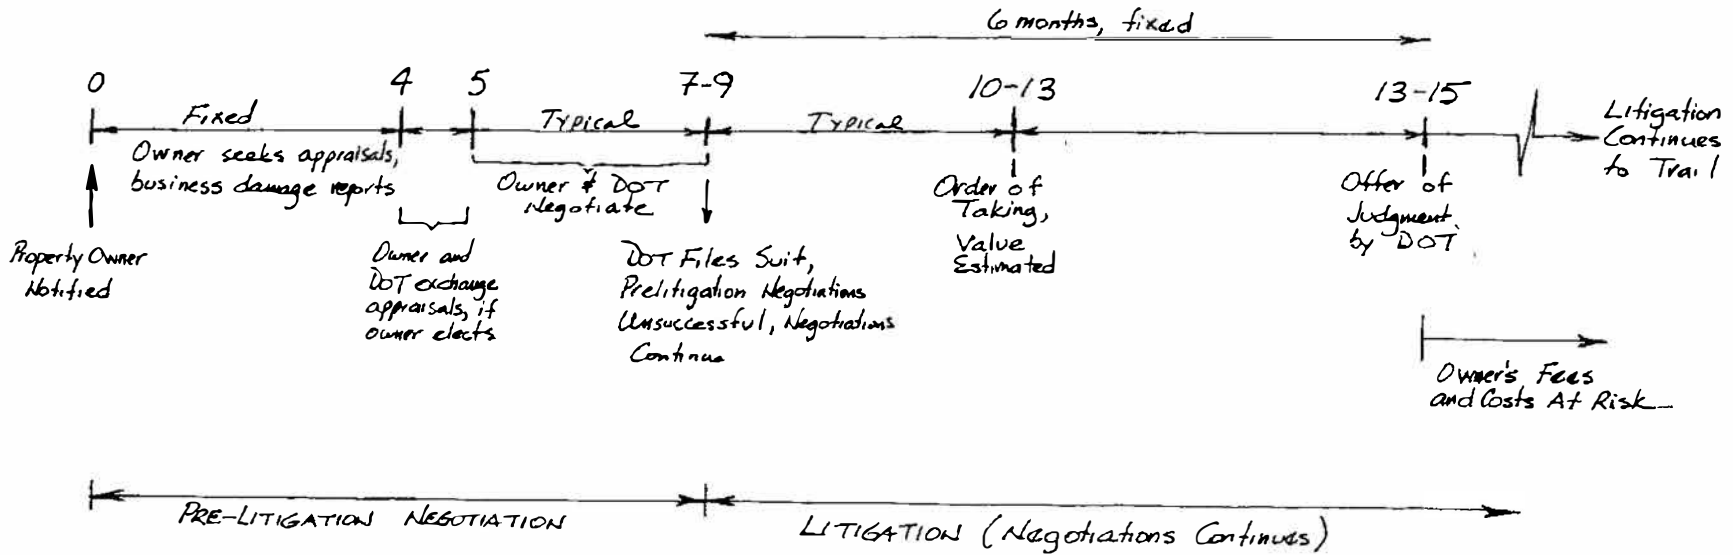 6 months, fixed
0 4 5 7-9 10-13 13-15
Fixed Typical Typical
Litigation
Continues
to Trail
Owner seeks appraisals,
business damage reports
Owner & DOT
Negotiate
Order of
Taking,
Value
Estimated
Offer of
Judgment
by DOT
Property Owner
Notified
Owner and
DOT exchange
appraisals, if
owner elects
DOT Files Suit,
Prelitigation Negotiations
Unsuccessful, Negotiations
Continue
Owner's Fees
and Costs At Risk
PRE-LITIGATION NEGOTIATION
LITIGATION (Negotiations Continues)